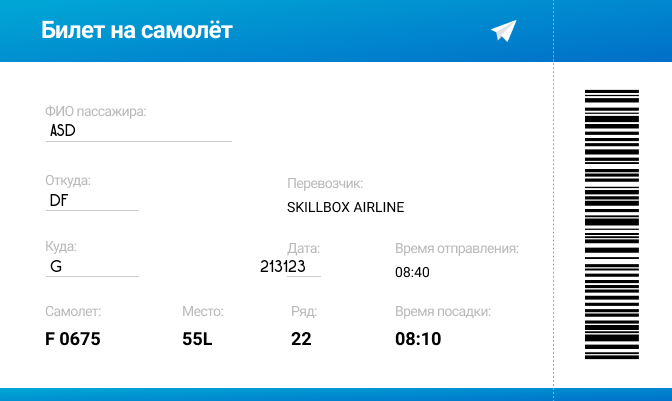 Билет на самолёт
ФИО пассажира:
ASD
Откуда:
DF
Перевозчик:
SKILLBOX AIRLINE
Куда:
G
Дата:
213123
Время отправления:
08:40
Самолет: Место: Ряд: Время посадки:
F 0675 55L 22 08:10